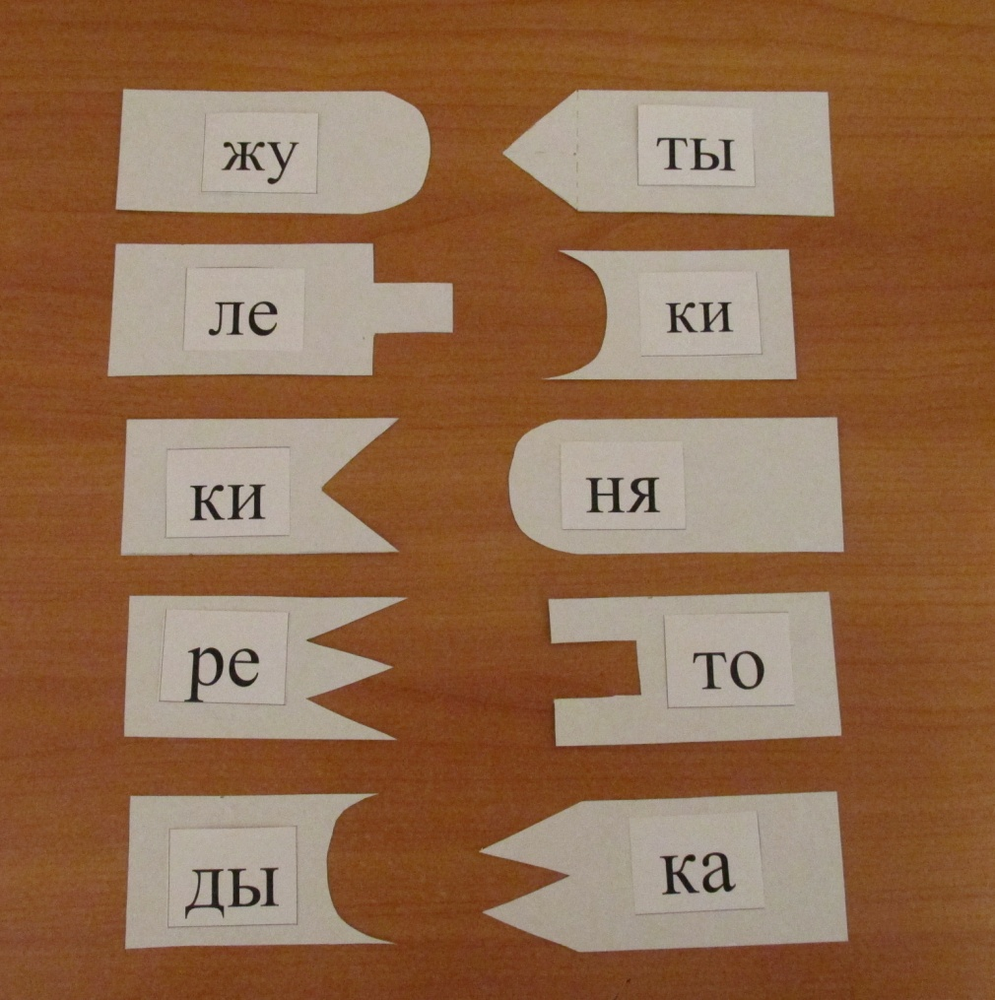 жу ты
ле ки
ки ня
ре то
ды ка